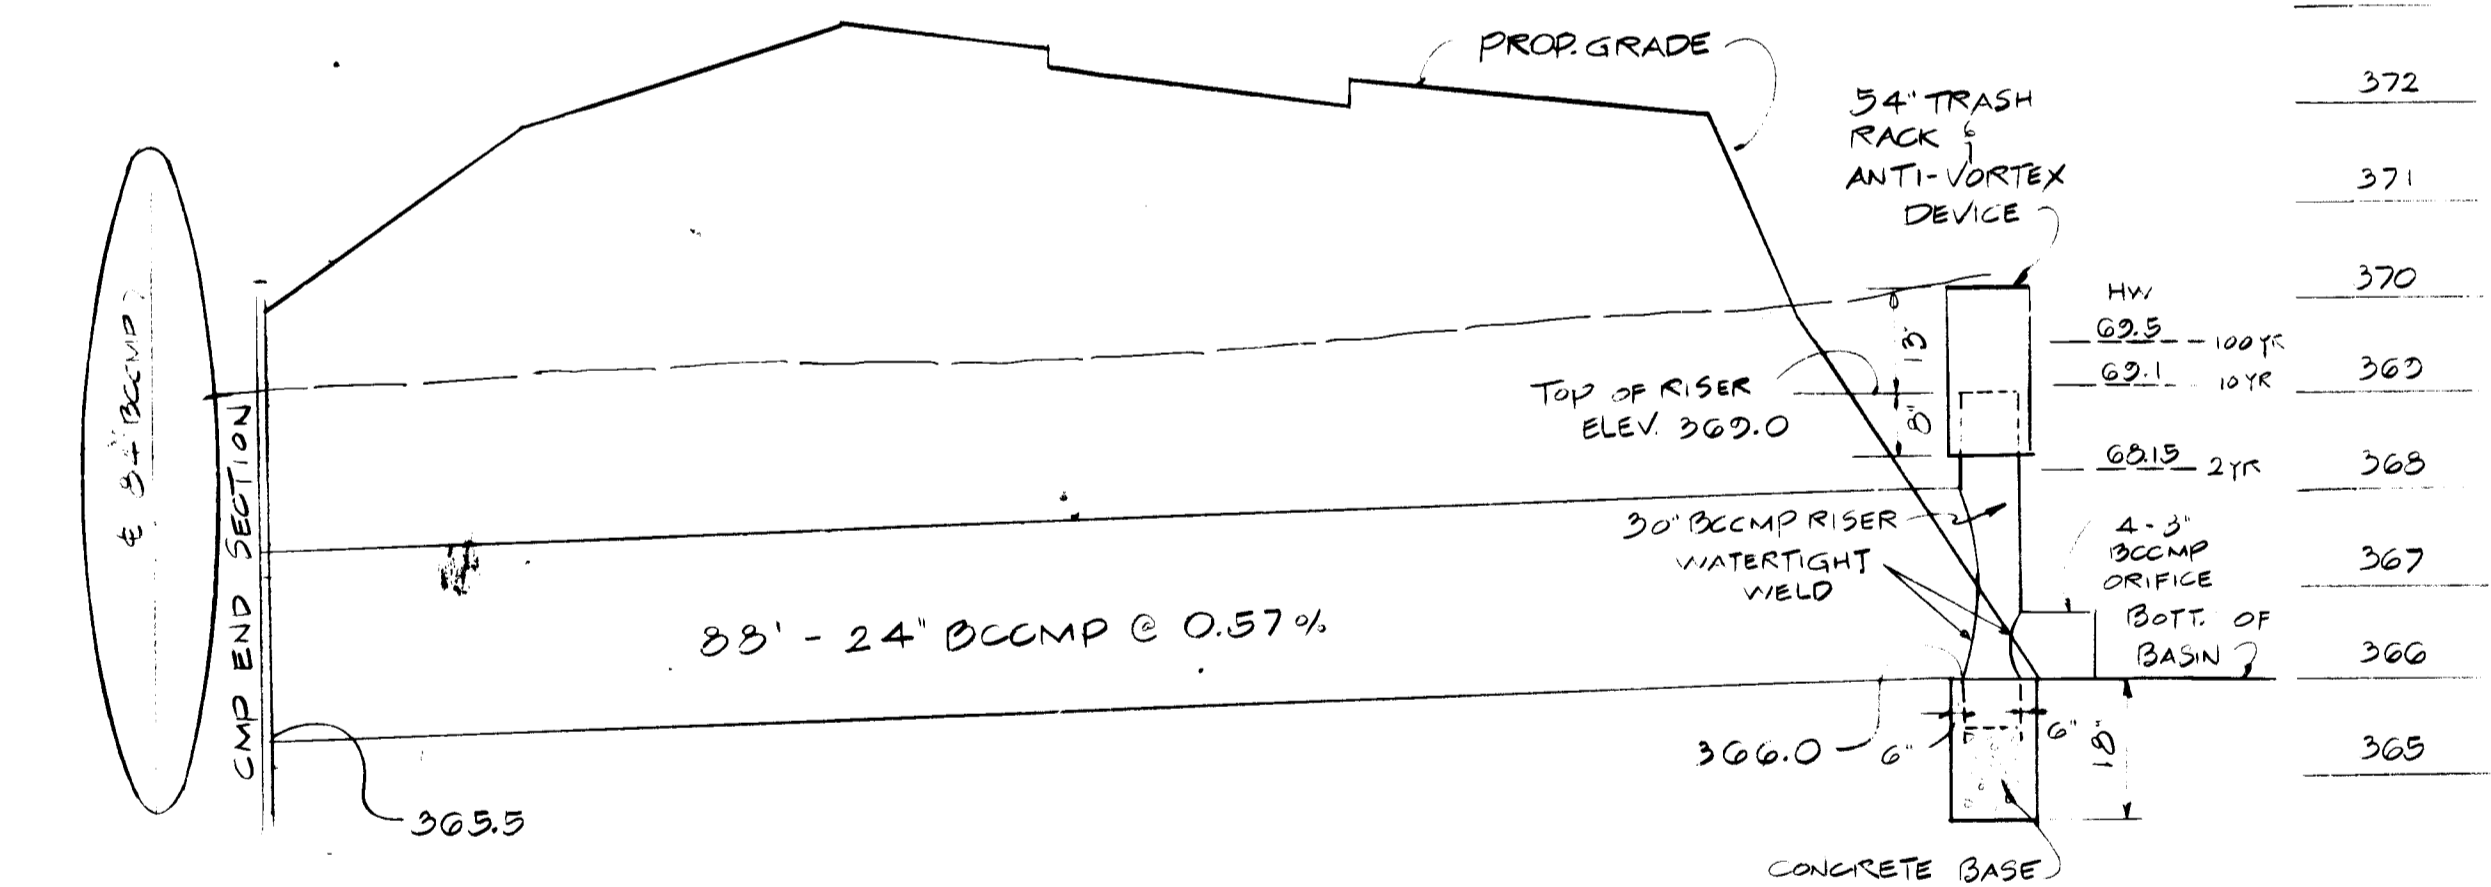 PROP. GRADE
54" TRASH
RACK &
ANTI-VORTEX
DEVICE
372
371
370
369
368
367
366
365
HW
69.5 100 YR
69.1 10 YR
68.15 2 YR
13"
8"
TOP OF RISER
ELEV. 369.0
30" BCCMP RISER
WATERTIGHT
WELD
4-3"
BCCMP
ORIFICE
BOTT. OF
BASIN
℄ 84" BCCMP
CMP END SECTION
88' - 24" BCCMP @ 0.57%
366.0
6"
6"
18"
365.5
CONCRETE BASE